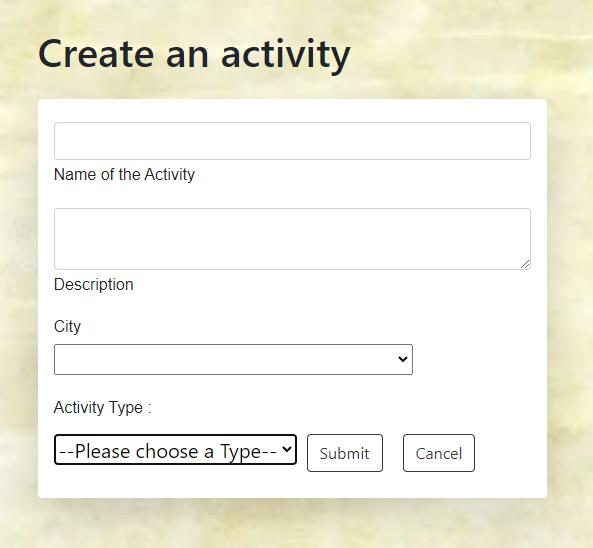 Create an activity
Name of the Activity
Description
City
Activity Type :
--Please choose a Type-- Submit Cancel